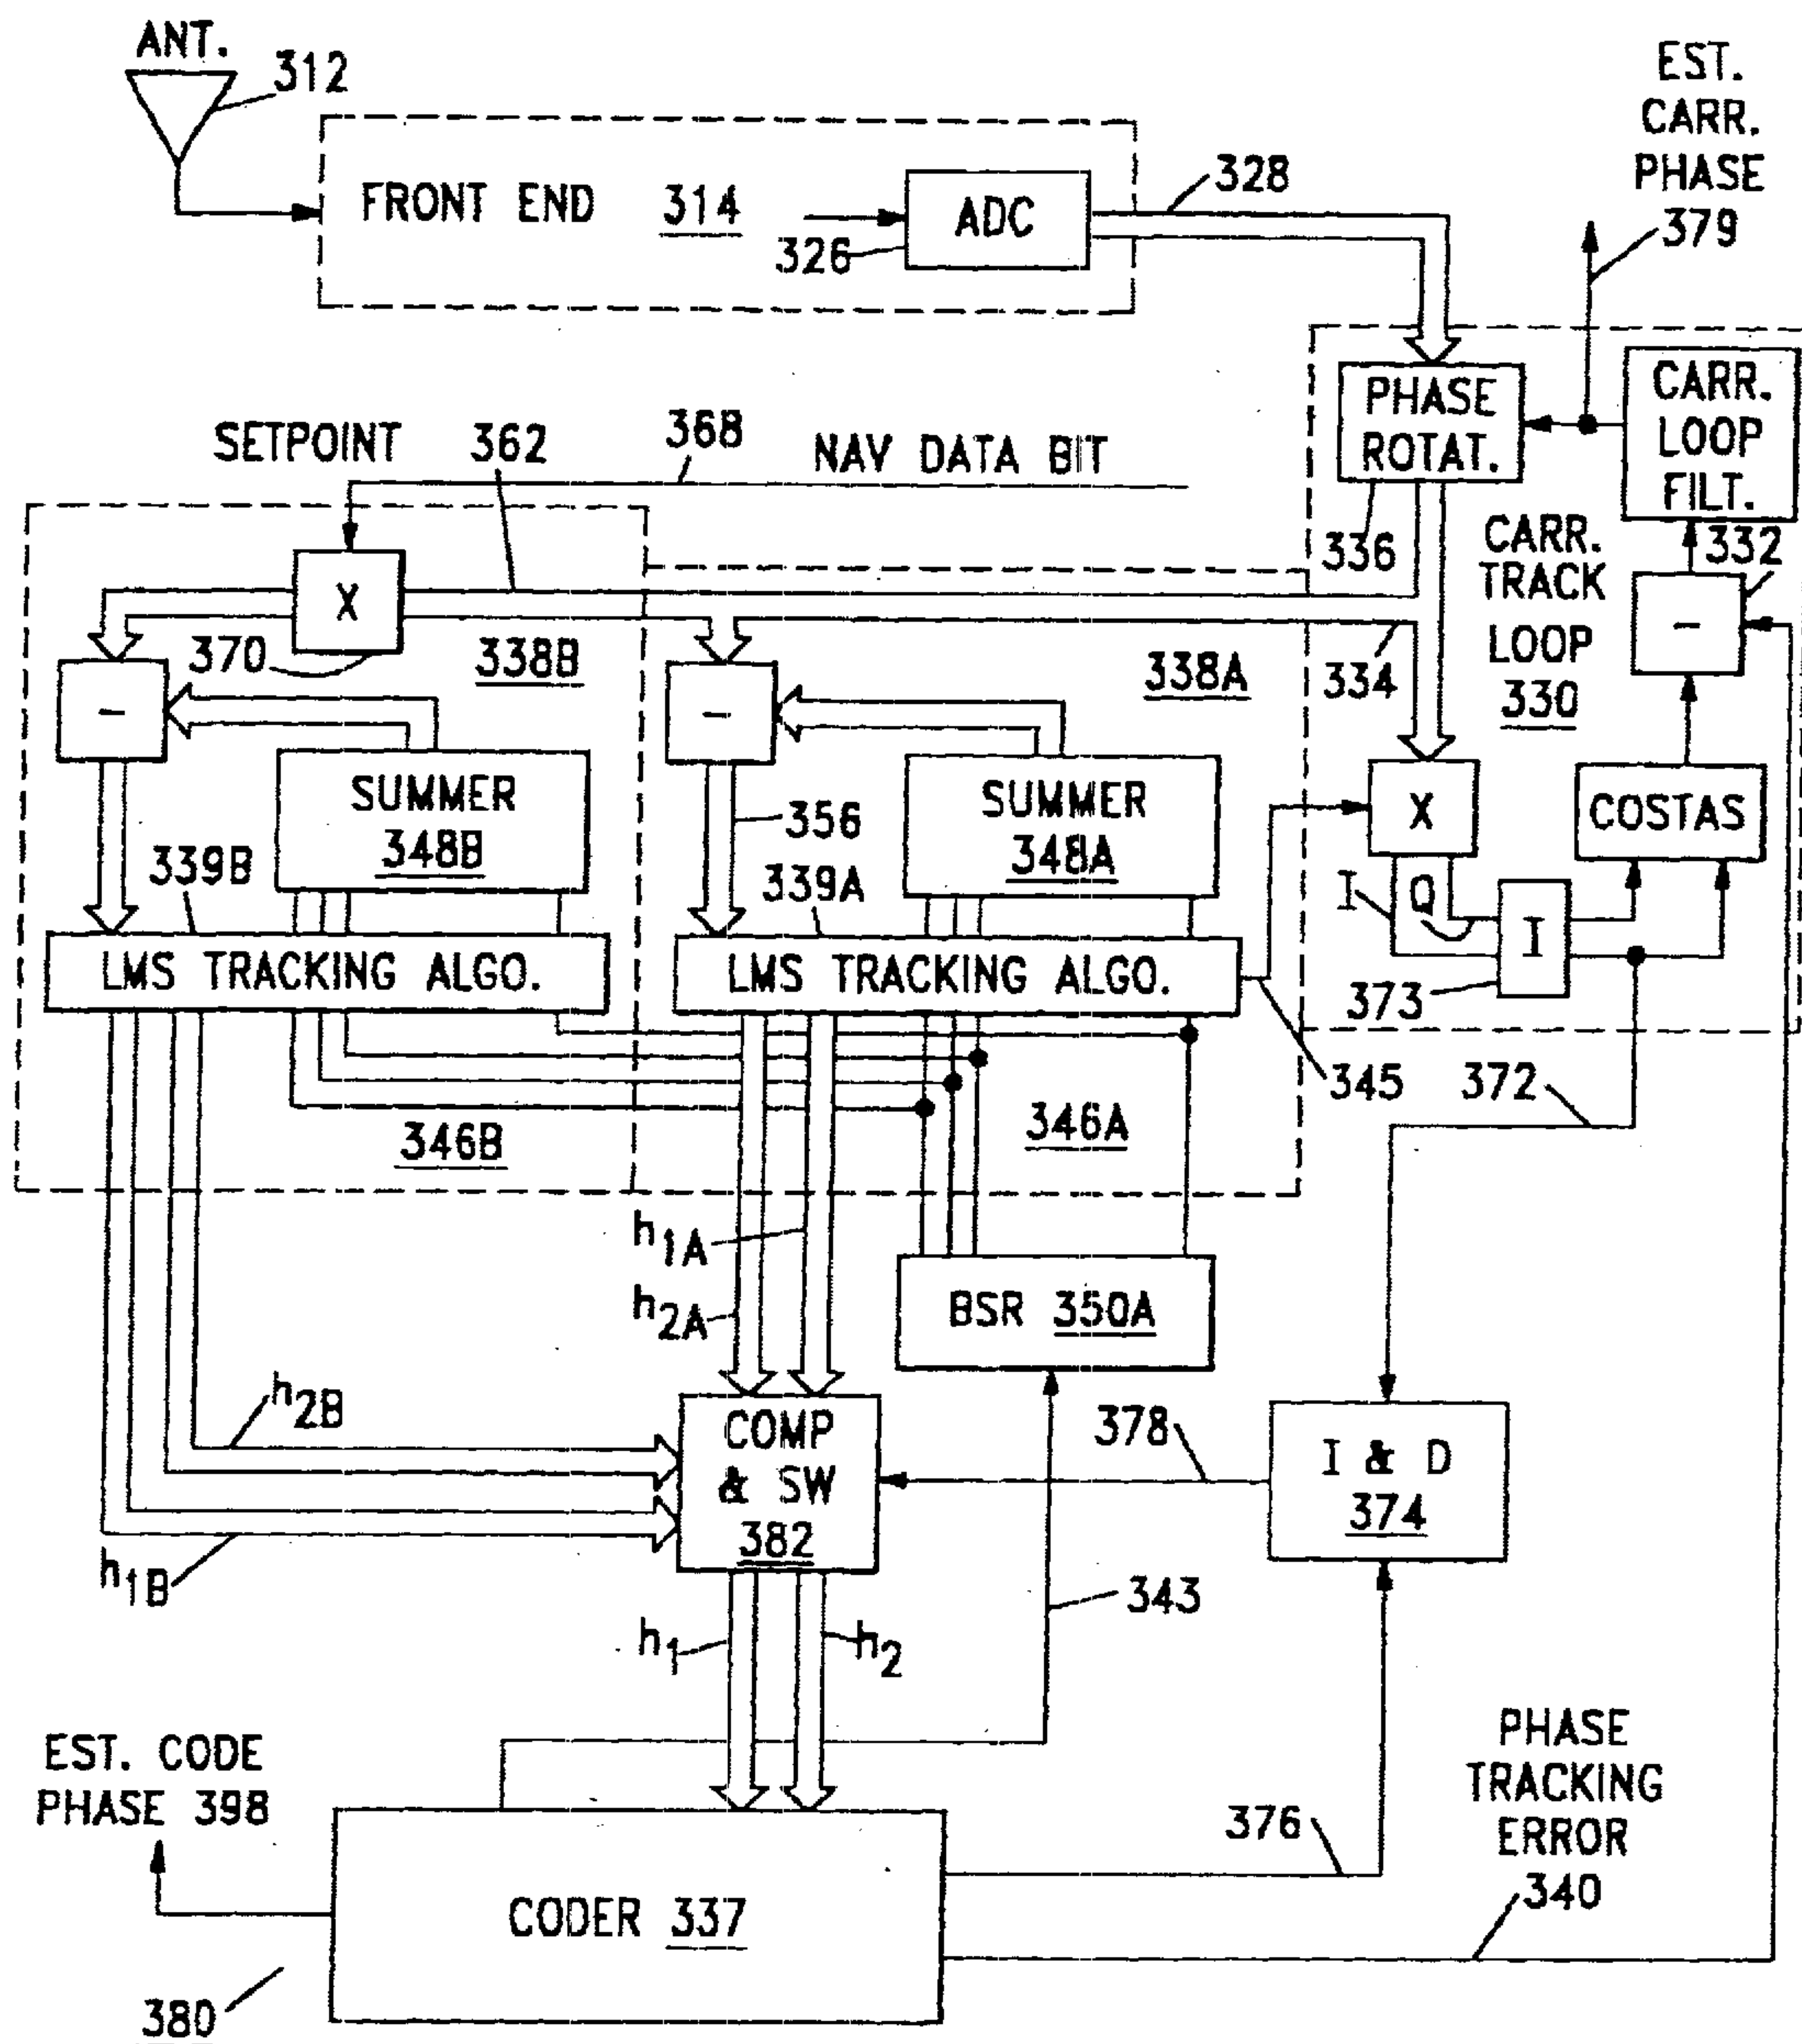 ANT.
312
FRONT END 314
326
ADC
328
EST.
CARR.
PHASE
379
PHASE
ROTAT.
336
CARR.
LOOP
FILT.
332
CARR.
TRACK
LOOP
330
334
SETPOINT
362
368
NAV DATA BIT
X
370
338B
338A
–
–
–
SUMMER
348B
356
SUMMER
348A
339B
339A
LMS TRACKING ALGO.
LMS TRACKING ALGO.
X
COSTAS
I
Q
I
373
345
372
346B
346A
h1A
h2A
BSR 350A
h2B
h1B
COMP
& SW
382
378
I & D
374
343
h1
h2
EST. CODE
PHASE 398
PHASE
TRACKING
ERROR
340
376
CODER 337
380